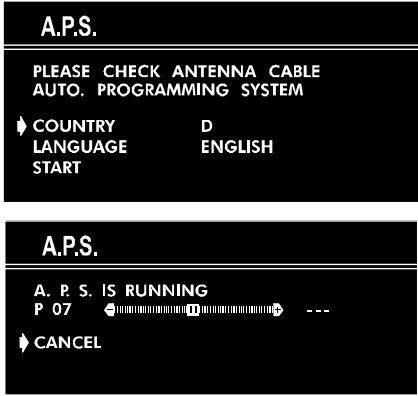 A.P.S.
PLEASE CHECK ANTENNA CABLE
AUTO. PROGRAMMING SYSTEM
COUNTRY D
LANGUAGE ENGLISH
START
A.P.S.
A. P. S. IS RUNNING
P 07 - + ---
CANCEL